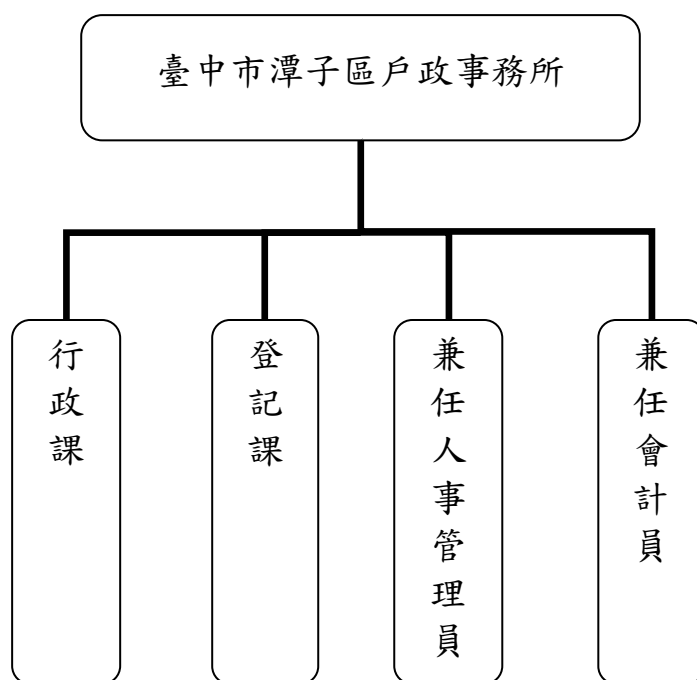 臺中市潭子區戶政事務所
行政課
登記課
兼任人事管理員
兼任會計員